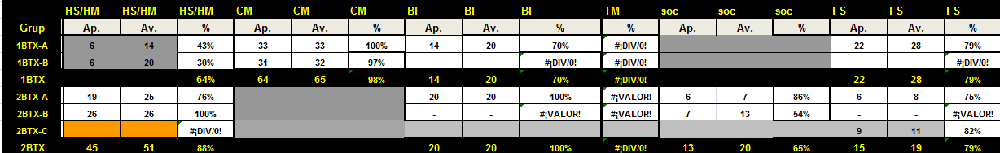 HS/HM HS/HM HS/HM CM CM CM BI BI BI TM soc soc soc FS FS FS
Grup Ap. Av. % Ap. Av. % Ap. Av. % % Ap. Av. % Ap. Av. %
1BTX-A 6 14 43% 33 33 100% 14 20 70% #¡DIV/0! 22 28 79%
1BTX-B 6 20 30% 31 32 97% #¡DIV/0! #¡DIV/0! #¡DIV/0!
1BTX 64% 64 65 98% 14 20 70% #¡DIV/0! 22 28 79%
2BTX-A 19 25 76% 20 20 100% #¡VALOR! 6 7 86% 6 8 75%
2BTX-B 26 26 100% - - #¡VALOR! #¡VALOR! 7 13 54% - - #¡VALOR!
2BTX-C #¡DIV/0! 9 11 82%
2BTX 45 51 88% 20 20 100% #¡DIV/0! 13 20 65% 15 19 79%